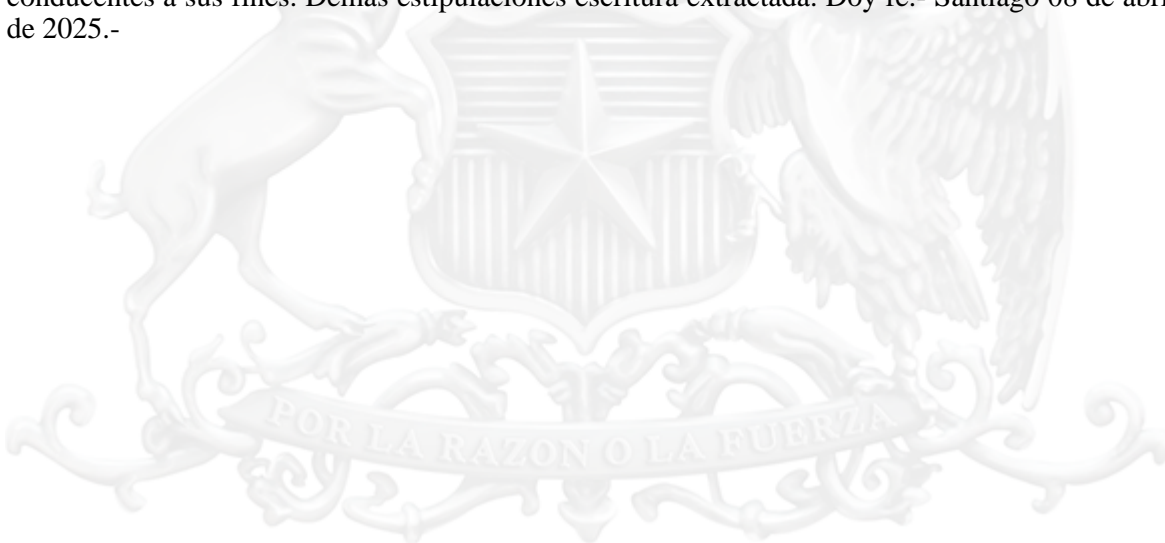 conducentes a sus fines. Demás estipulaciones escritura extractada. Doy fe.- Santiago 08 de abril
de 2025.-
POR LA RAZON O LA FUERZA